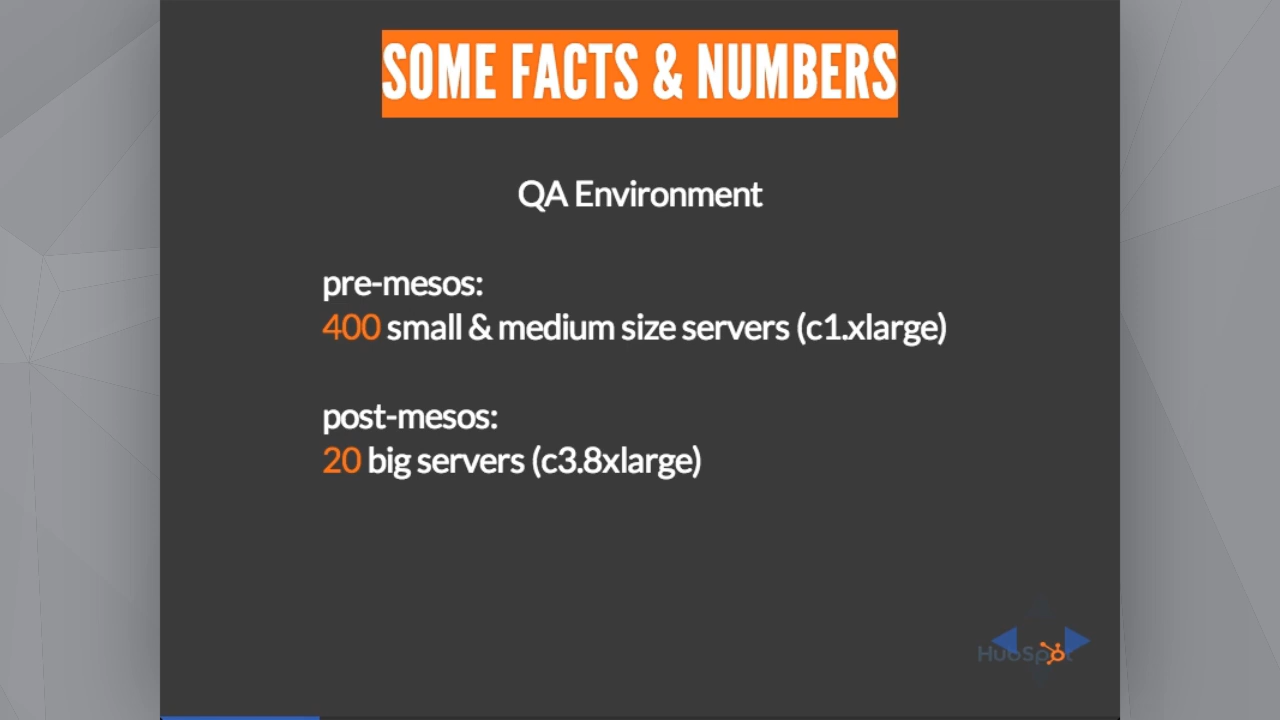 SOME FACTS & NUMBERS
QA Environment
pre-mesos:
400 small & medium size servers (c1.xlarge)
post-mesos:
20 big servers (c3.8xlarge)
HubSpot